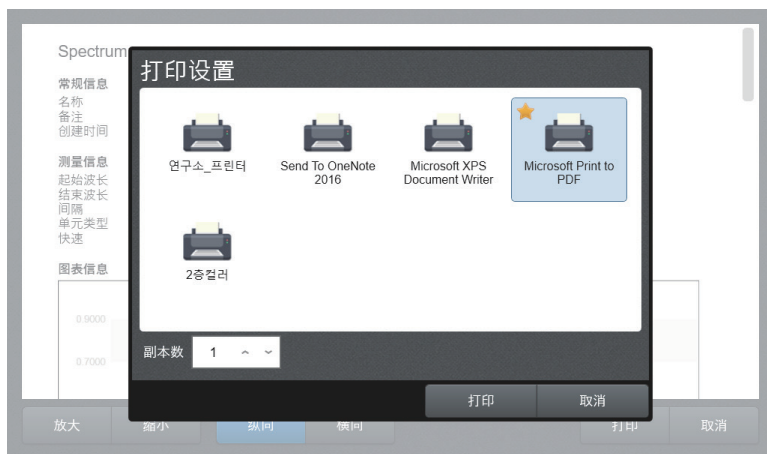 Spectrum
打印设置
常规信息
名称
备注
创建时间
测量信息
起始波长
结束波长
间隔
单元类型
快速
图表信息
0.9000
0.7000
연구소_프린터
Send To OneNote
2016
Microsoft XPS
Document Writer
Microsoft Print to
PDF
2층컬러
副本数 1
打印 取消
放大 缩小 纵向 横向 打印 取消